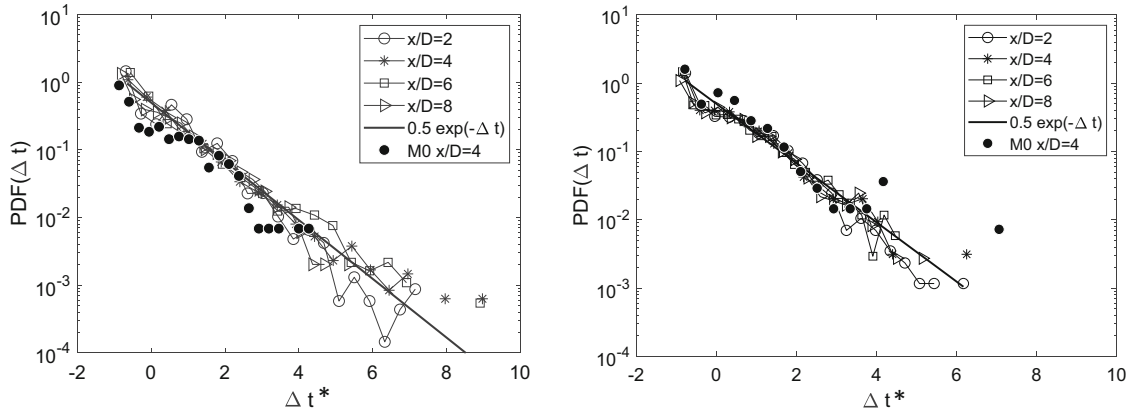 10^1
10^0
10^-1
10^-2
10^-3
10^-4
PDF(Δ t)
-2 0 2 4 6 8 10
Δ t*
x/D=2
x/D=4
x/D=6
x/D=8
0.5 exp(-Δ t)
M0 x/D=4
10^1
10^0
10^-1
10^-2
10^-3
10^-4
PDF(Δ t)
-2 0 2 4 6 8 10
Δ t*
x/D=2
x/D=4
x/D=6
x/D=8
0.5 exp(-Δ t)
M0 x/D=4